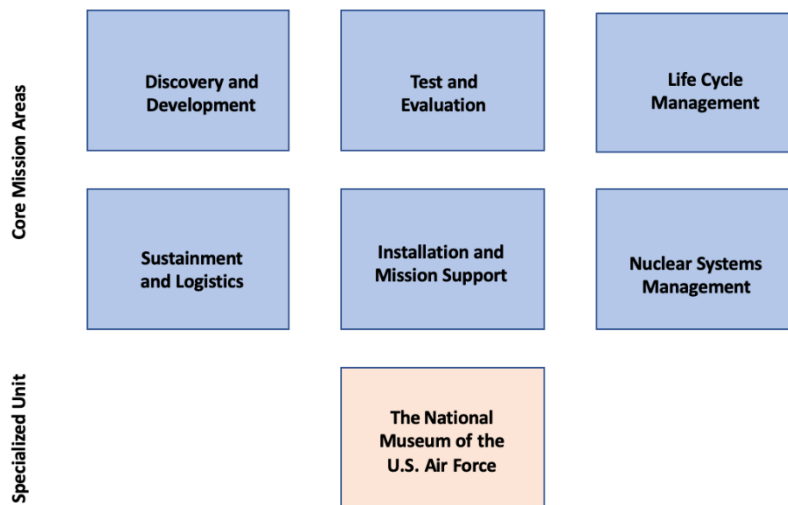 Core Mission Areas
Discovery and
Development
Test and
Evaluation
Life Cycle
Management
Sustainment
and Logistics
Installation and
Mission Support
Nuclear Systems
Management
Specialized Unit
The National
Museum of the
U.S. Air Force